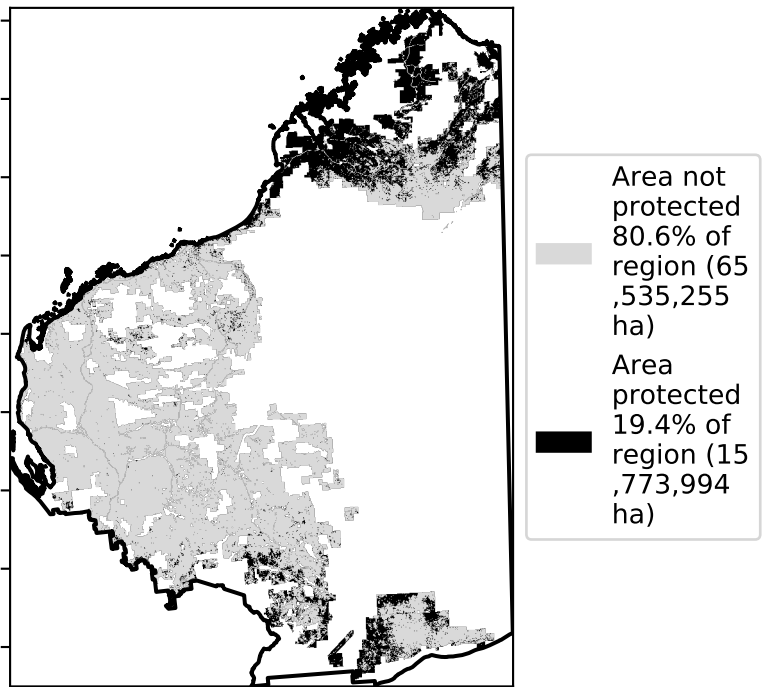 Area not
protected
80.6% of
region (65
,535,255
ha)
Area
protected
19.4% of
region (15
,773,994
ha)